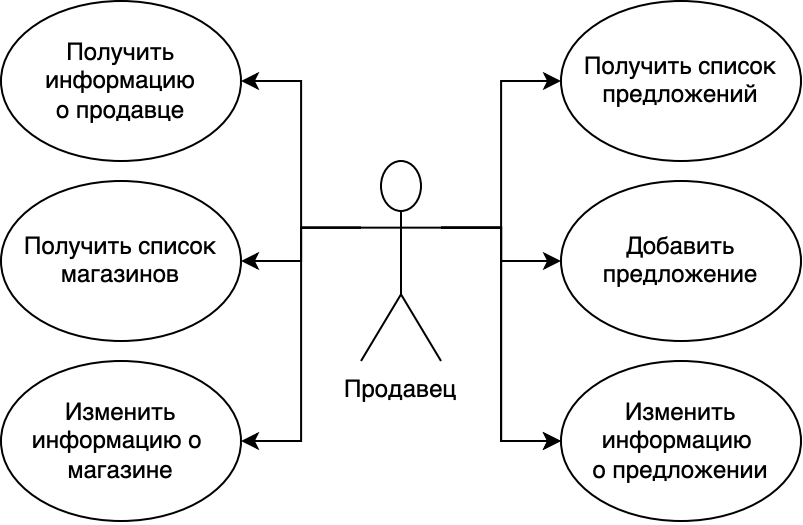 Получить
информацию
о продавце
Получить список
предложений
Получить список
магазинов
Добавить
предложение
Продавец
Изменить
информацию о
магазине
Изменить
информацию
о предложении